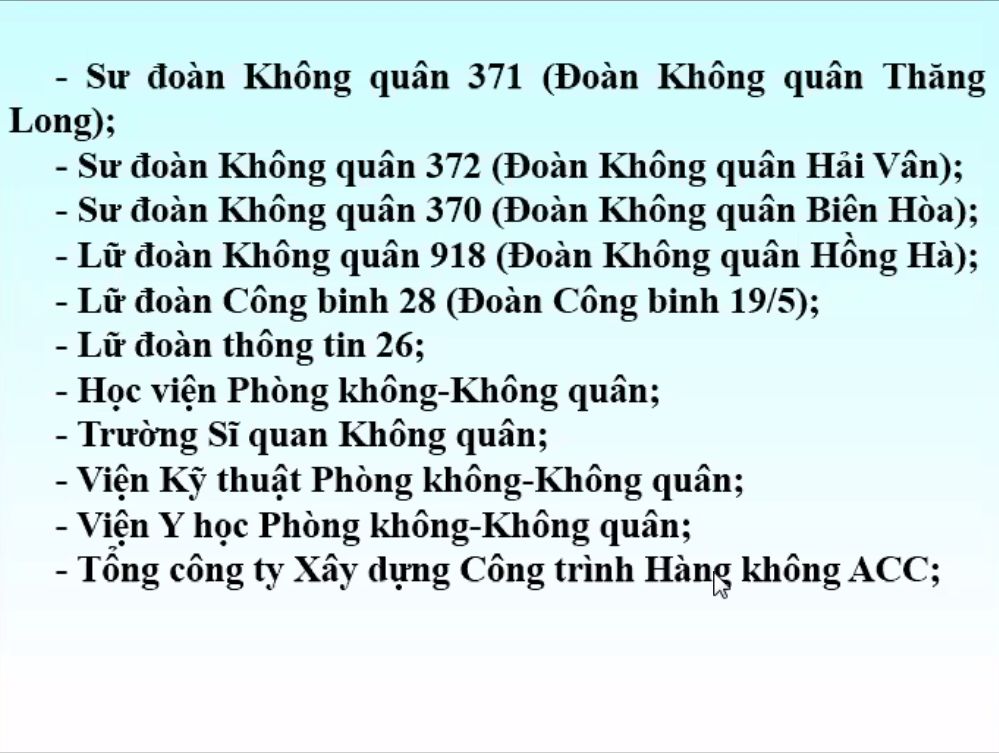 - Sư đoàn Không quân 371 (Đoàn Không quân Thăng
Long);
- Sư đoàn Không quân 372 (Đoàn Không quân Hải Vân);
- Sư đoàn Không quân 370 (Đoàn Không quân Biên Hòa);
- Lữ đoàn Không quân 918 (Đoàn Không quân Hồng Hà);
- Lữ đoàn Công binh 28 (Đoàn Công binh 19/5);
- Lữ đoàn thông tin 26;
- Học viện Phòng không-Không quân;
- Trường Sĩ quan Không quân;
- Viện Kỹ thuật Phòng không-Không quân;
- Viện Y học Phòng không-Không quân;
- Tổng công ty Xây dựng Công trình Hàng không ACC;